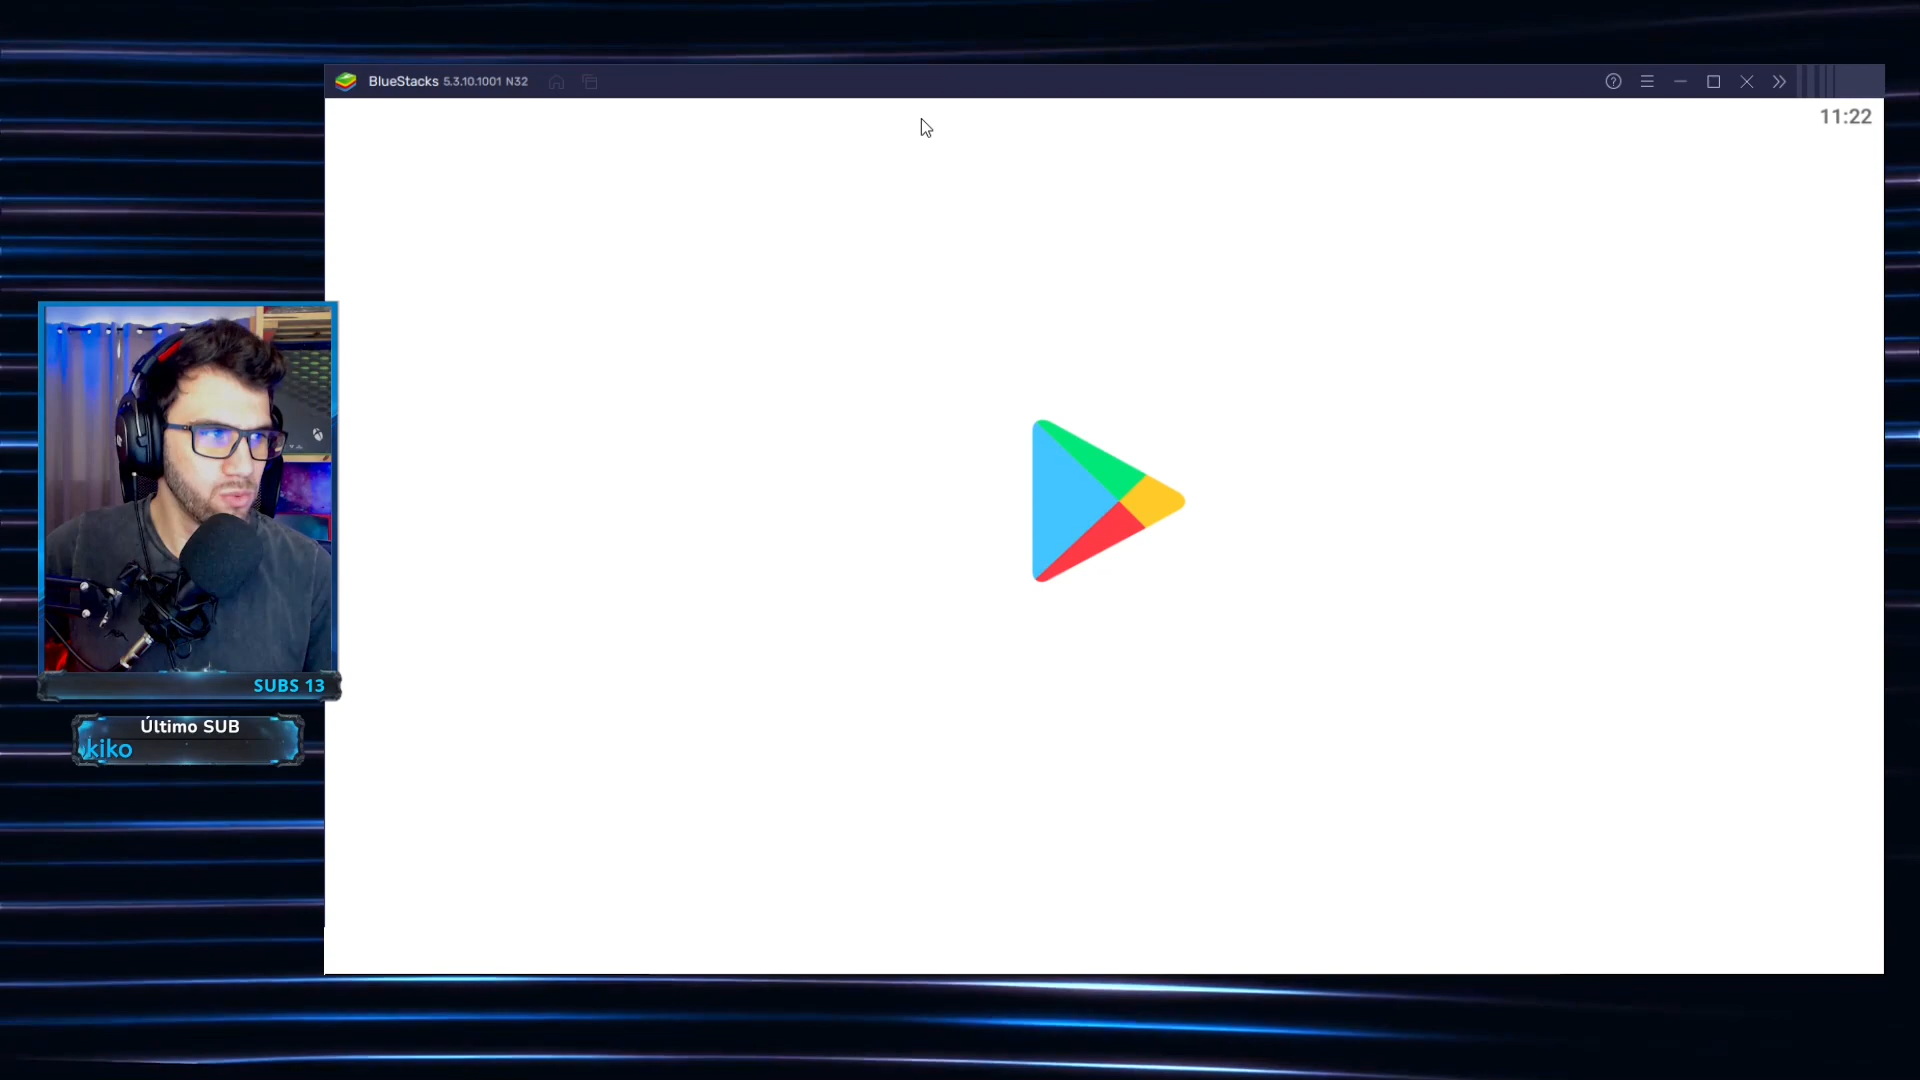 BlueStacks 5.3.10.1001 N32
11:22
SUBS 13
Último SUB
kiko